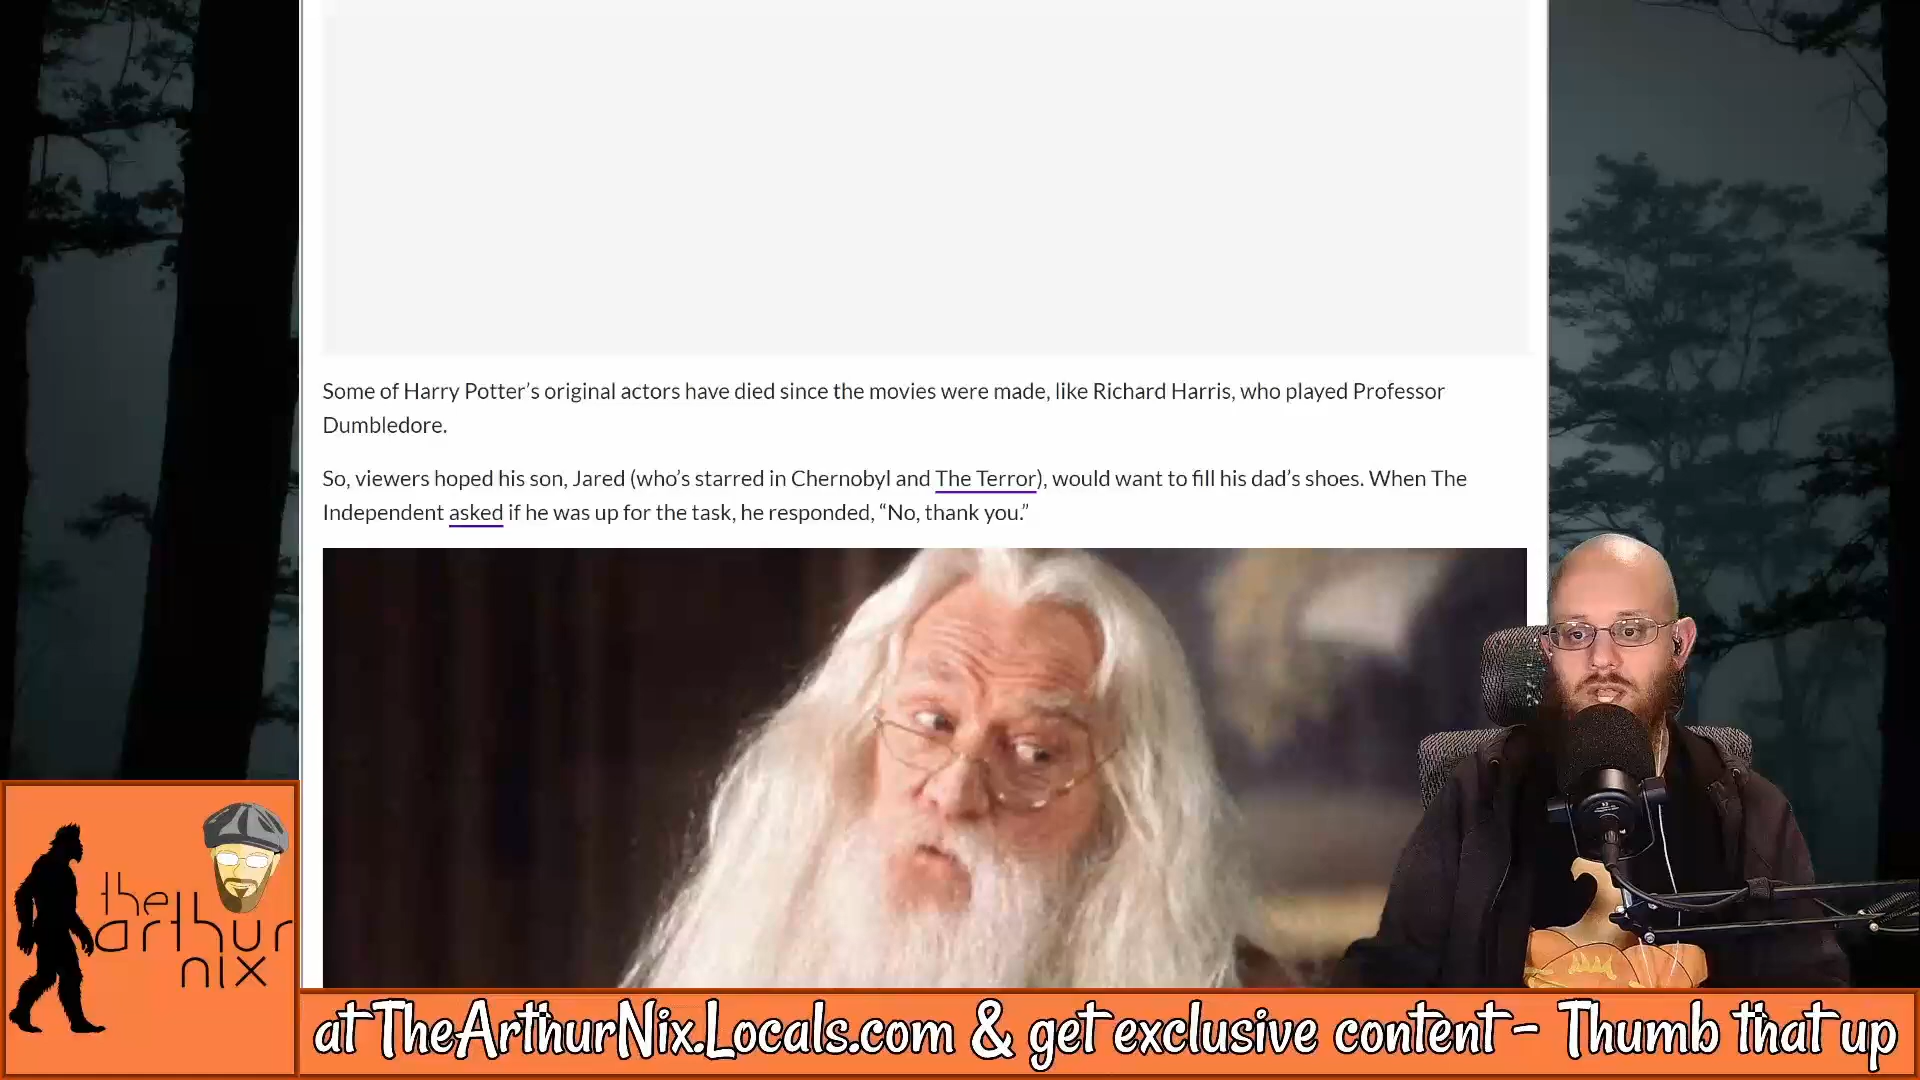 Some of Harry Potter’s original actors have died since the movies were made, like Richard Harris, who played Professor
Dumbledore.
So, viewers hoped his son, Jared (who’s starred in Chernobyl and The Terror), would want to fill his dad’s shoes. When The
Independent asked if he was up for the task, he responded, “No, thank you.”
the
arthur
nix
at TheArthurNix.Locals.com & get exclusive content - Thumb that up